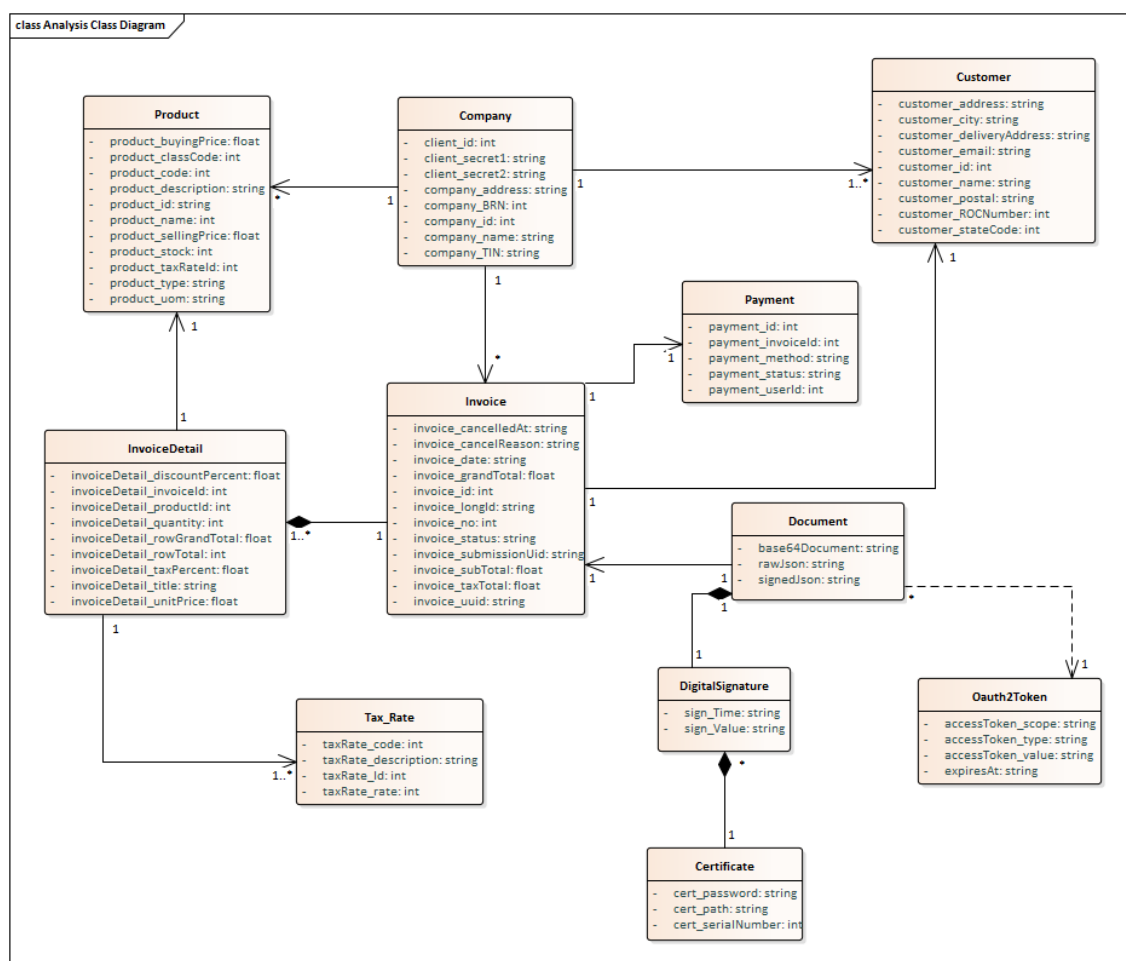 class Analysis Class Diagram
Product
- product_buyingPrice: float
- product_classCode: int
- product_code: int
- product_description: string
- product_id: string
- product_name: int
- product_sellingPrice: float
- product_stock: int
- product_taxRateId: int
- product_type: string
- product_uom: string
Company
- client_id: int
- client_secret1: string
- client_secret2: string
- company_address: string
- company_BRN: int
- company_id: int
- company_name: string
- company_TIN: string
Customer
- customer_address: string
- customer_city: string
- customer_deliveryAddress: string
- customer_email: string
- customer_id: int
- customer_name: string
- customer_postal: string
- customer_ROCNumber: int
- customer_stateCode: int
*
1
1
1..*
1
1
1
*
Payment
- payment_id: int
- payment_invoiceId: int
- payment_method: string
- payment_status: string
- payment_userId: int
1
1
1
Invoice
- invoice_cancelledAt: string
- invoice_cancelReason: string
- invoice_date: string
- invoice_grandTotal: float
- invoice_id: int
- invoice_longId: string
- invoice_no: int
- invoice_status: string
- invoice_submissionUid: string
- invoice_subTotal: float
- invoice_taxTotal: float
- invoice_uuid: string
1
InvoiceDetail
- invoiceDetail_discountPercent: float
- invoiceDetail_invoiceId: int
- invoiceDetail_productId: int
- invoiceDetail_quantity: int
- invoiceDetail_rowGrandTotal: float
- invoiceDetail_rowTotal: int
- invoiceDetail_taxPercent: float
- invoiceDetail_title: string
- invoiceDetail_unitPrice: float
1..*
1
Document
- base64Document: string
- rawJson: string
- signedJson: string
1
1
1
*
1
1
DigitalSignature
- sign_Time: string
- sign_Value: string
1
Oauth2Token
- accessToken_scope: string
- accessToken_type: string
- accessToken_value: string
- expiresAt: string
Tax_Rate
- taxRate_code: int
- taxRate_description: string
- taxRate_Id: int
- taxRate_rate: int
1..*
*
1
Certificate
- cert_password: string
- cert_path: string
- cert_serialNumber: int